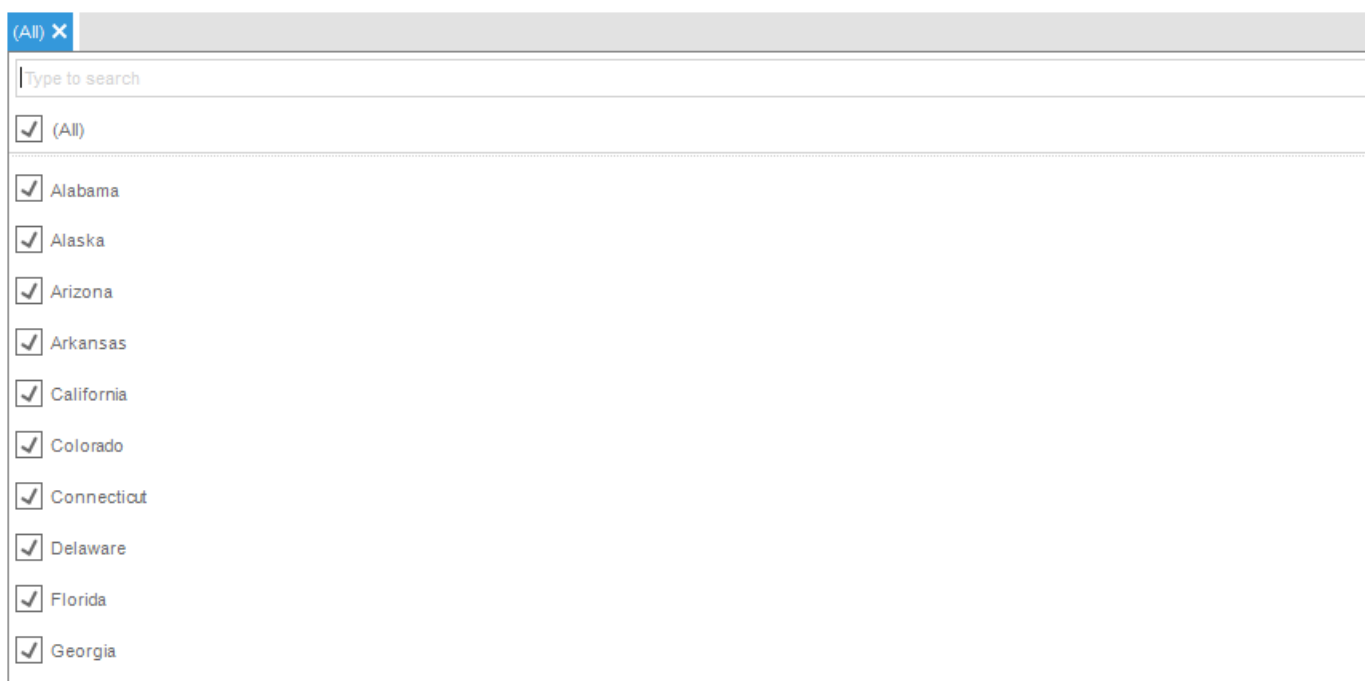 (All)
Type to search
(All)
Alabama
Alaska
Arizona
Arkansas
California
Colorado
Connecticut
Delaware
Florida
Georgia